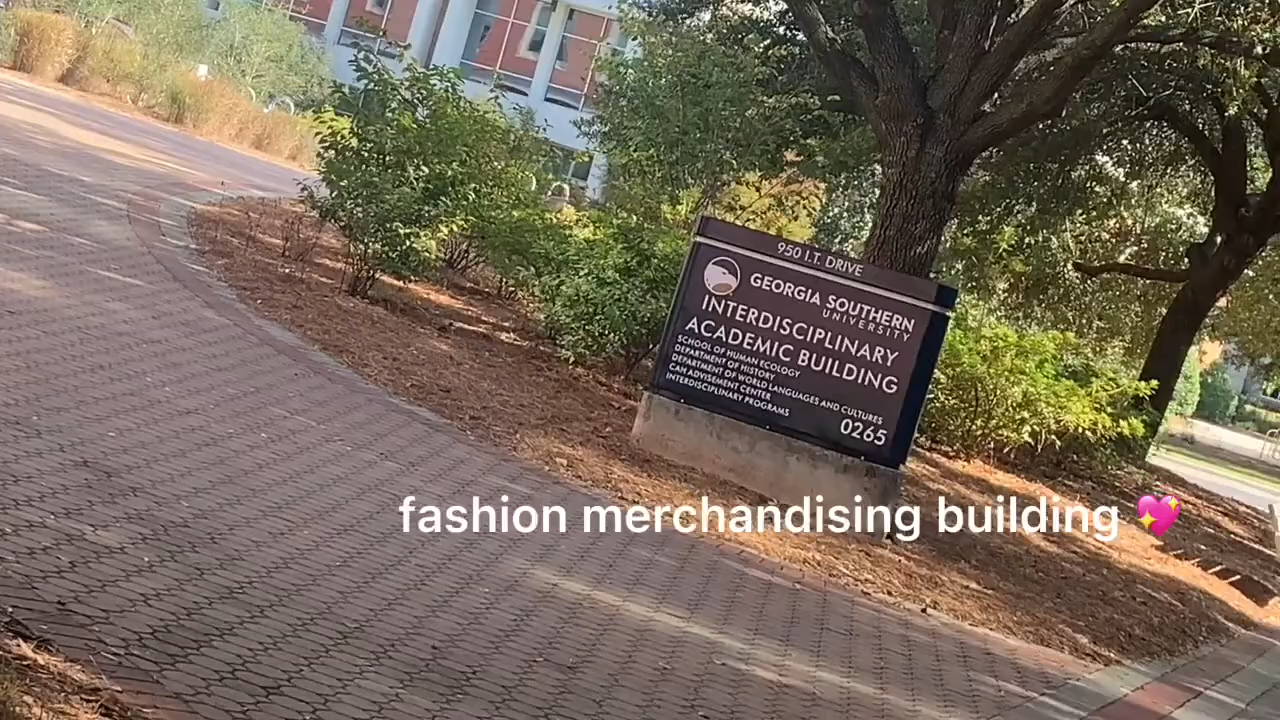 950 I.T. DRIVE
GEORGIA SOUTHERN
UNIVERSITY
INTERDISCIPLINARY
ACADEMIC BUILDING
SCHOOL OF HUMAN ECOLOGY
DEPARTMENT OF HISTORY
DEPARTMENT OF WORLD LANGUAGES AND CULTURES
CAH ADVISEMENT CENTER
INTERDISCIPLINARY PROGRAMS
0265
fashion merchandising building 💖